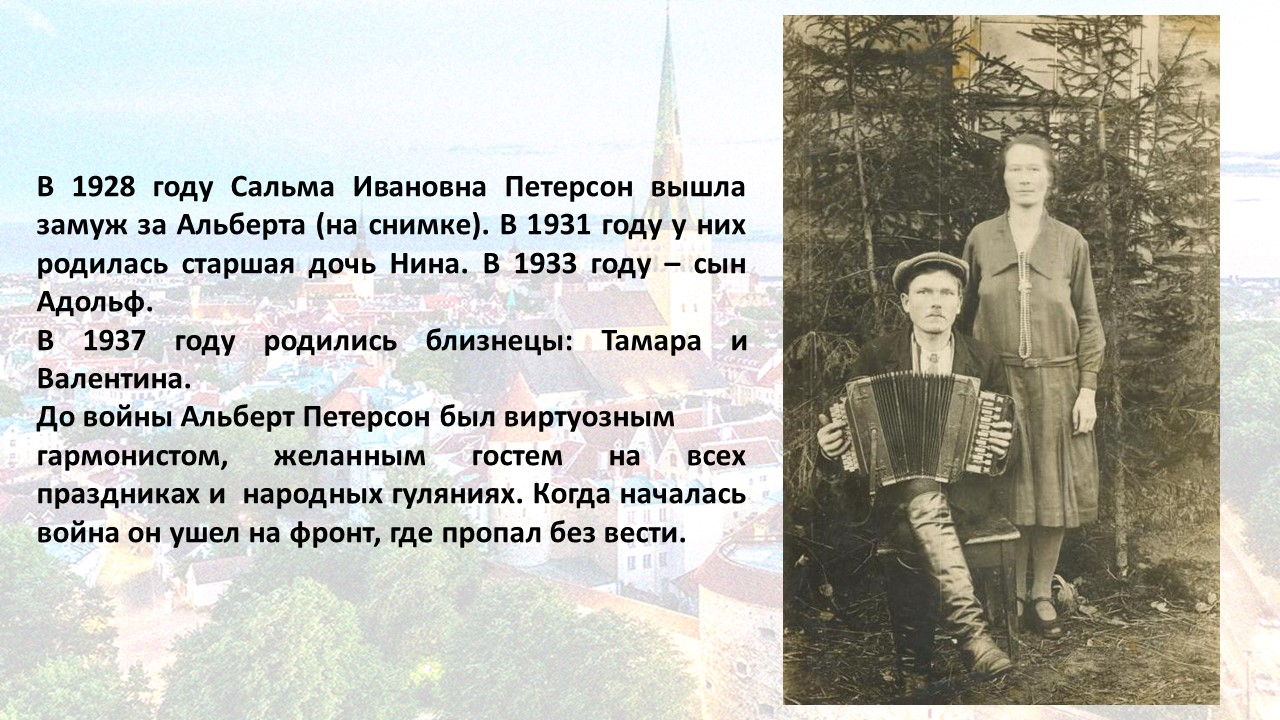 В 1928 году Сальма Ивановна Петерсон вышла
замуж за Альберта (на снимке). В 1931 году у них
родилась старшая дочь Нина. В 1933 году – сын
Адольф.
В 1937 году родились близнецы: Тамара и
Валентина.
До войны Альберт Петерсон был виртуозным
гармонистом, желанным гостем на всех
праздниках и  народных гуляниях. Когда началась
война он ушел на фронт, где пропал без вести.